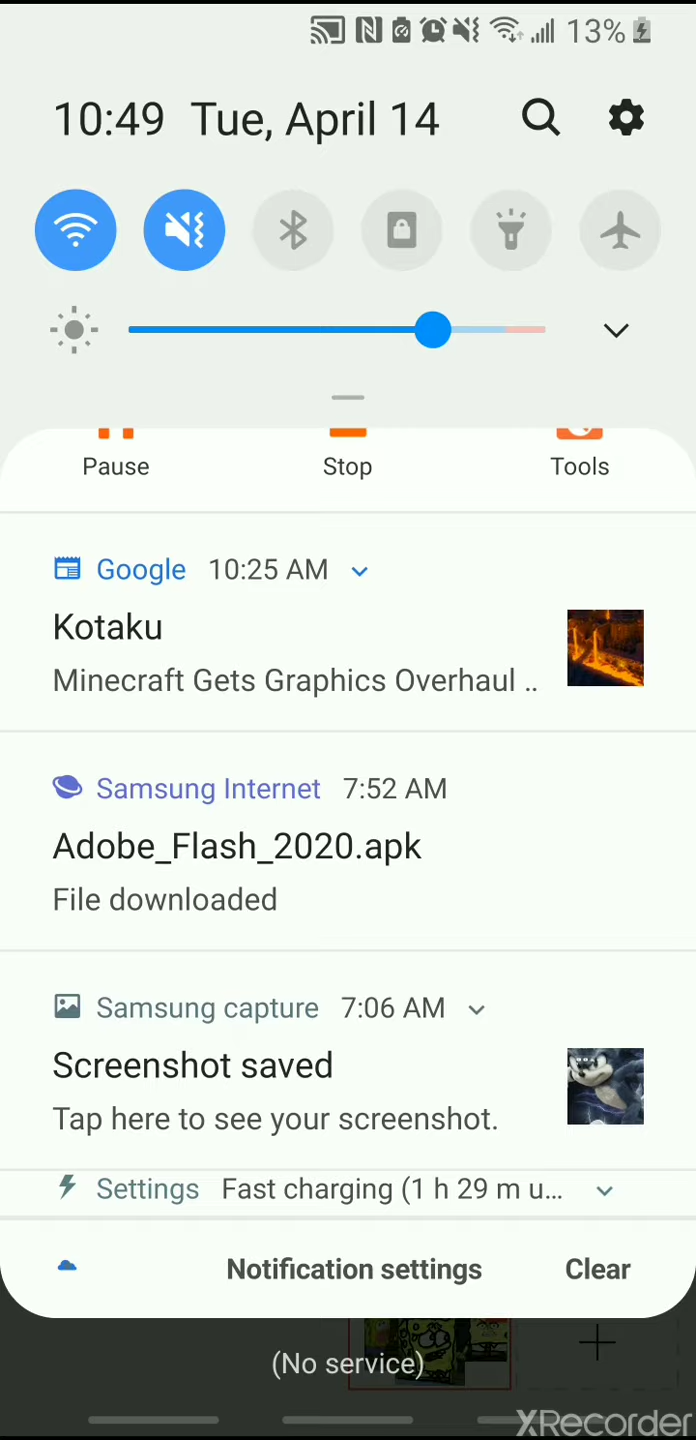 13%
10:49 Tue, April 14
Pause Stop Tools
Google 10:25 AM
Kotaku
Minecraft Gets Graphics Overhaul ..
Samsung Internet 7:52 AM
Adobe_Flash_2020.apk
File downloaded
Samsung capture 7:06 AM
Screenshot saved
Tap here to see your screenshot.
Settings Fast charging (1 h 29 m u...
Notification settings Clear
(No service)
XRecorder